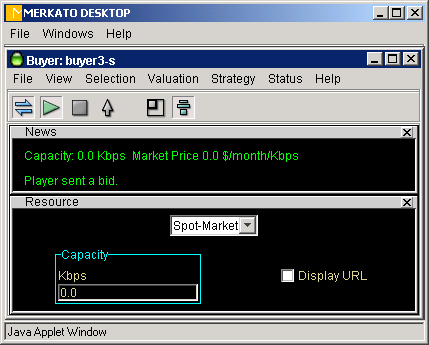 MERKATO DESKTOP
File Windows Help
Buyer: buyer3-s
File View Selection Valuation Strategy Status Help
News
Capacity: 0.0 Kbps Market Price 0.0 $/month/Kbps
Player sent a bid.
Resource
Spot-Market
Capacity
Kbps
Display URL
0.0
Java Applet Window